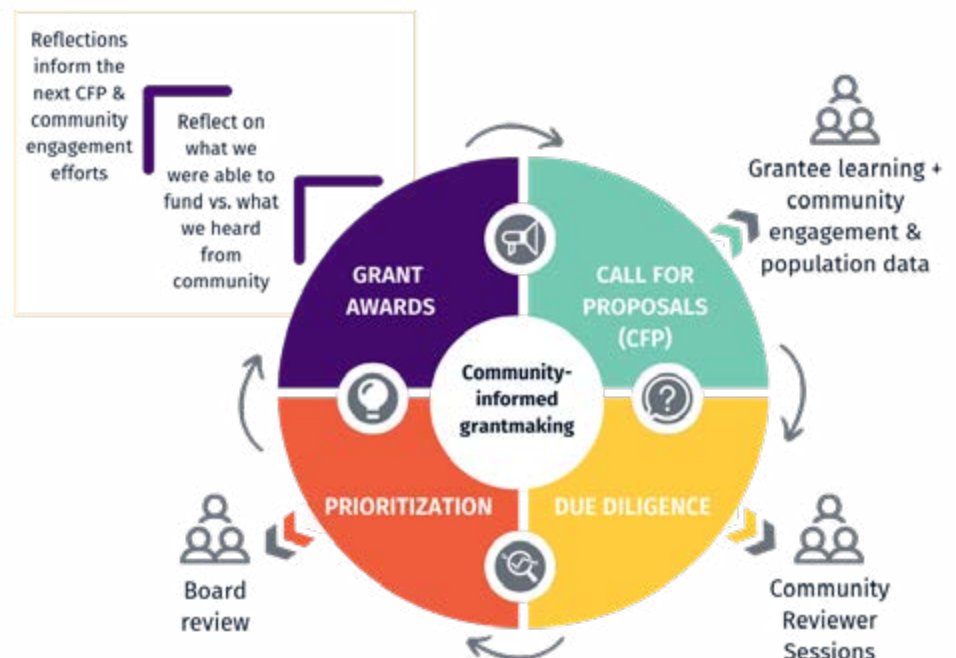 Reflections
inform the
next CFP &
community
engagement
efforts
Reflect on
what we
were able to
fund vs. what
we heard
from
community
GRANT
AWARDS
CALL FOR
PROPOSALS
(CFP)
Grantee learning +
community
engagement &
population data
Community-
informed
grantmaking
PRIORITIZATION
DUE DILIGENCE
?
Board
review
Community
Reviewer
Sessions